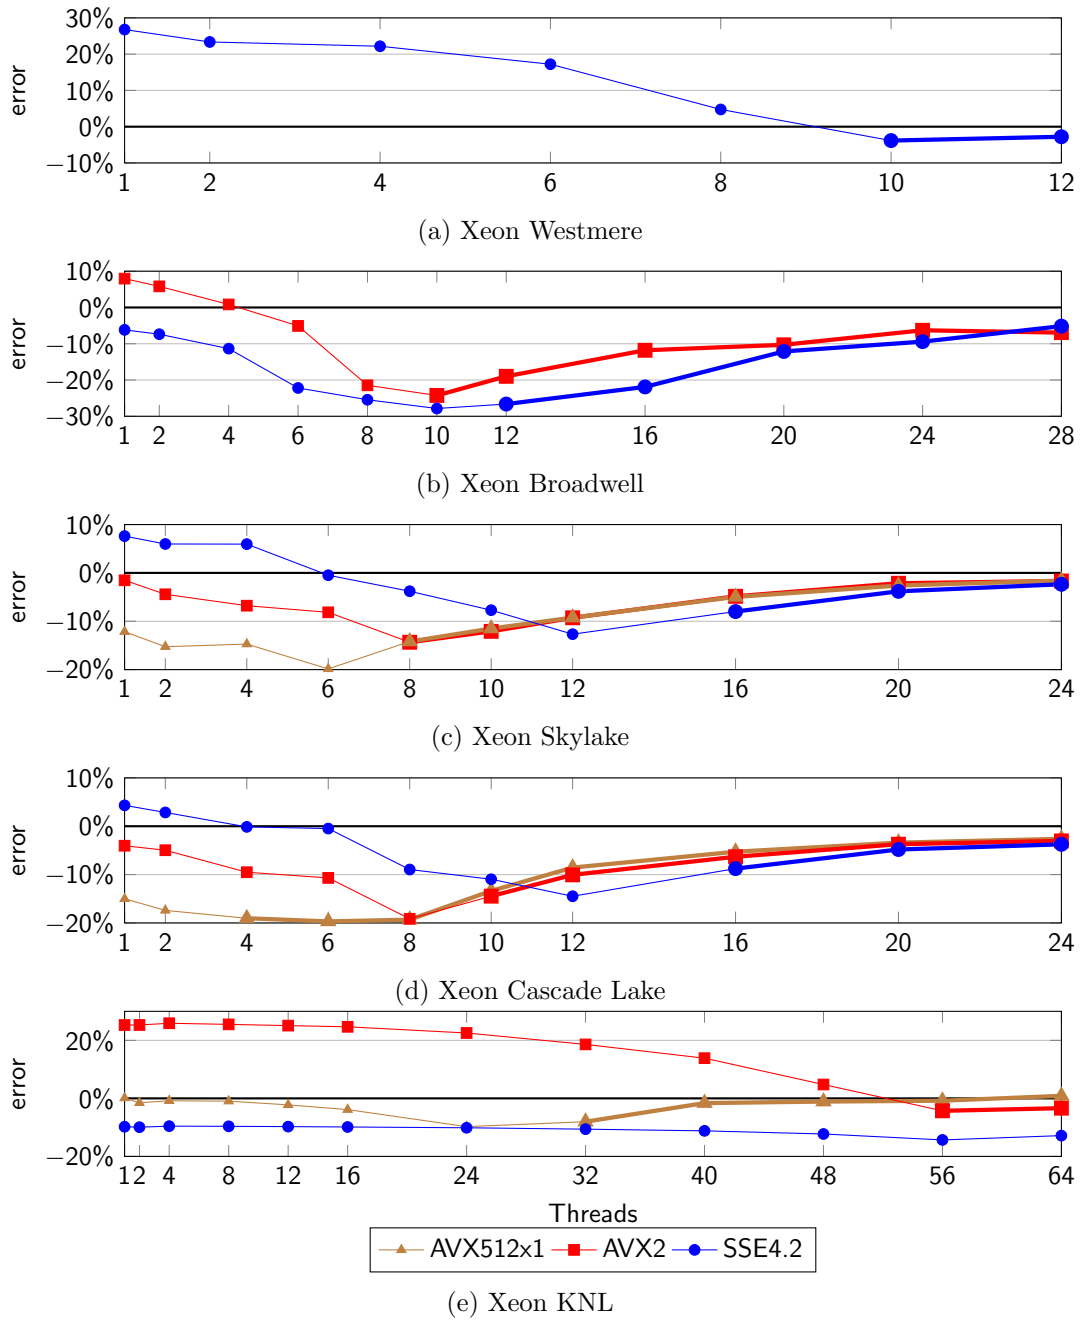 30%
20%
10%
0%
−10%
error
1 2 4 6 8 10 12
(a) Xeon Westmere
10%
0%
−10%
−20%
−30%
error
1 2 4 6 8 10 12 16 20 24 28
(b) Xeon Broadwell
10%
0%
−10%
−20%
error
1 2 4 6 8 10 12 16 20 24
(c) Xeon Skylake
10%
0%
−10%
−20%
error
1 2 4 6 8 10 12 16 20 24
(d) Xeon Cascade Lake
20%
0%
−20%
error
1 2 4 8 12 16 24 32 40 48 56 64
Threads
AVX512x1 AVX2 SSE4.2
(e) Xeon KNL